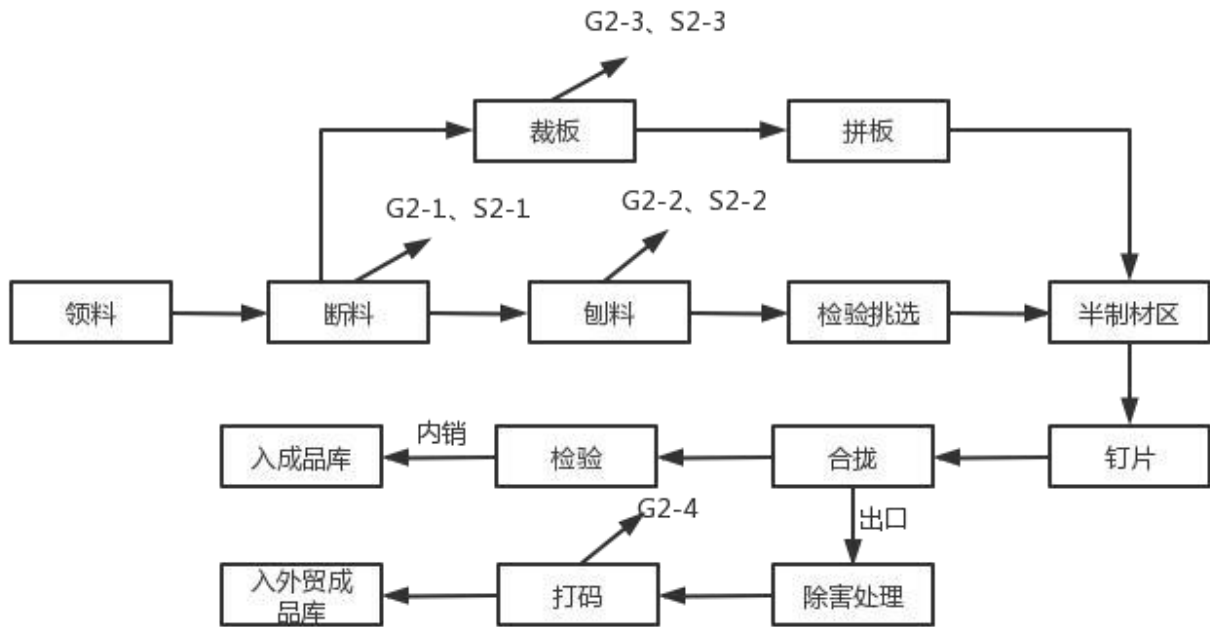 G2-3、S2-3
裁板
拼板
G2-1、S2-1
G2-2、S2-2
领料
断料
刨料
检验挑选
半制材区
入成品库
内销
检验
合拢
钉片
G2-4
出口
入外贸成
品库
打码
除害处理